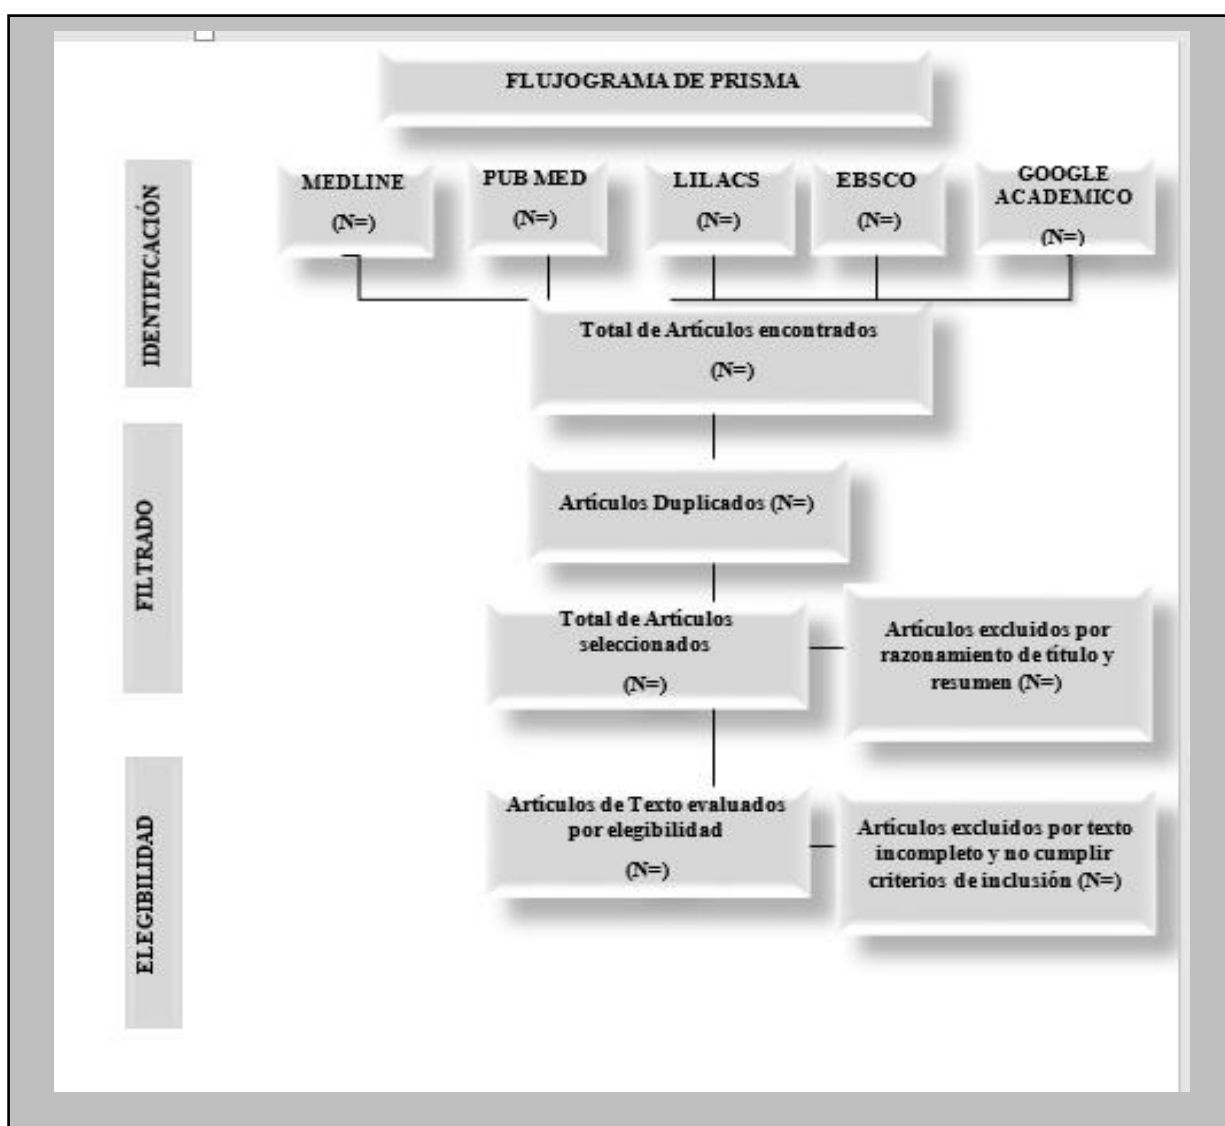 FLUJOGRAMA DE PRISMA
IDENTIFICACIÓN
MEDLINE
(N=)
PUB MED
(N=)
LILACS
(N=)
EBSCO
(N=)
GOOGLE
ACADEMICO
(N=)
Total de Artículos encontrados
(N=)
FILTRADO
Artículos Duplicados (N=)
Total de Artículos
seleccionados
(N=)
Artículos excluidos por
razonamiento de título y
resumen (N=)
ELEGIBILIDAD
Artículos de Texto evaluados
por elegibilidad
(N=)
Artículos excluidos por texto
incompleto y no cumplir
criterios de inclusión (N=)